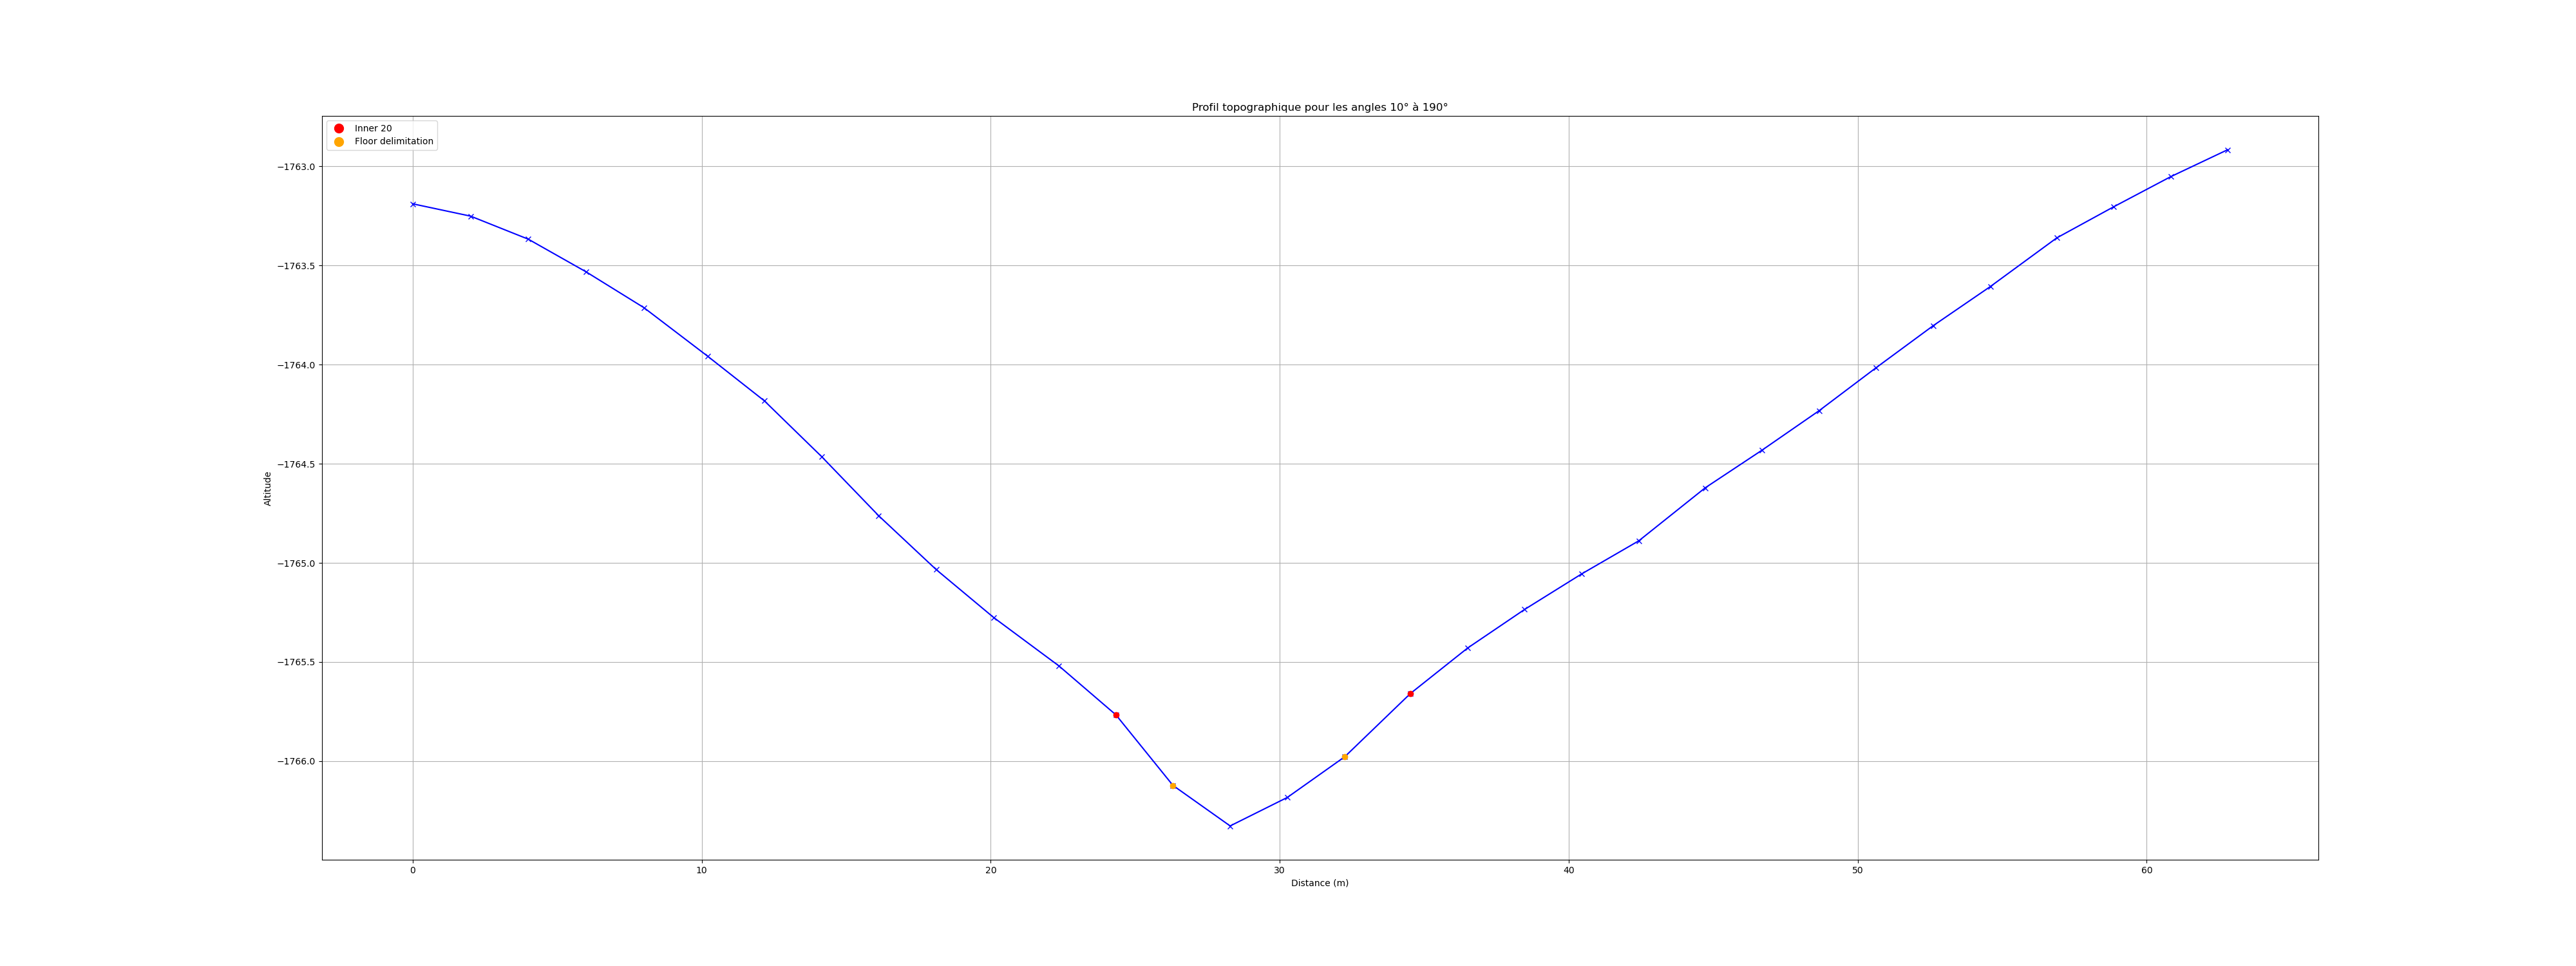 Profil topographique pour les angles 10° à 190°
Inner 20
Floor delimitation
−1763.0
−1763.5
−1764.0
−1764.5
−1765.0
−1765.5
−1766.0
Altitude
0 10 20 30 40 50 60
Distance (m)